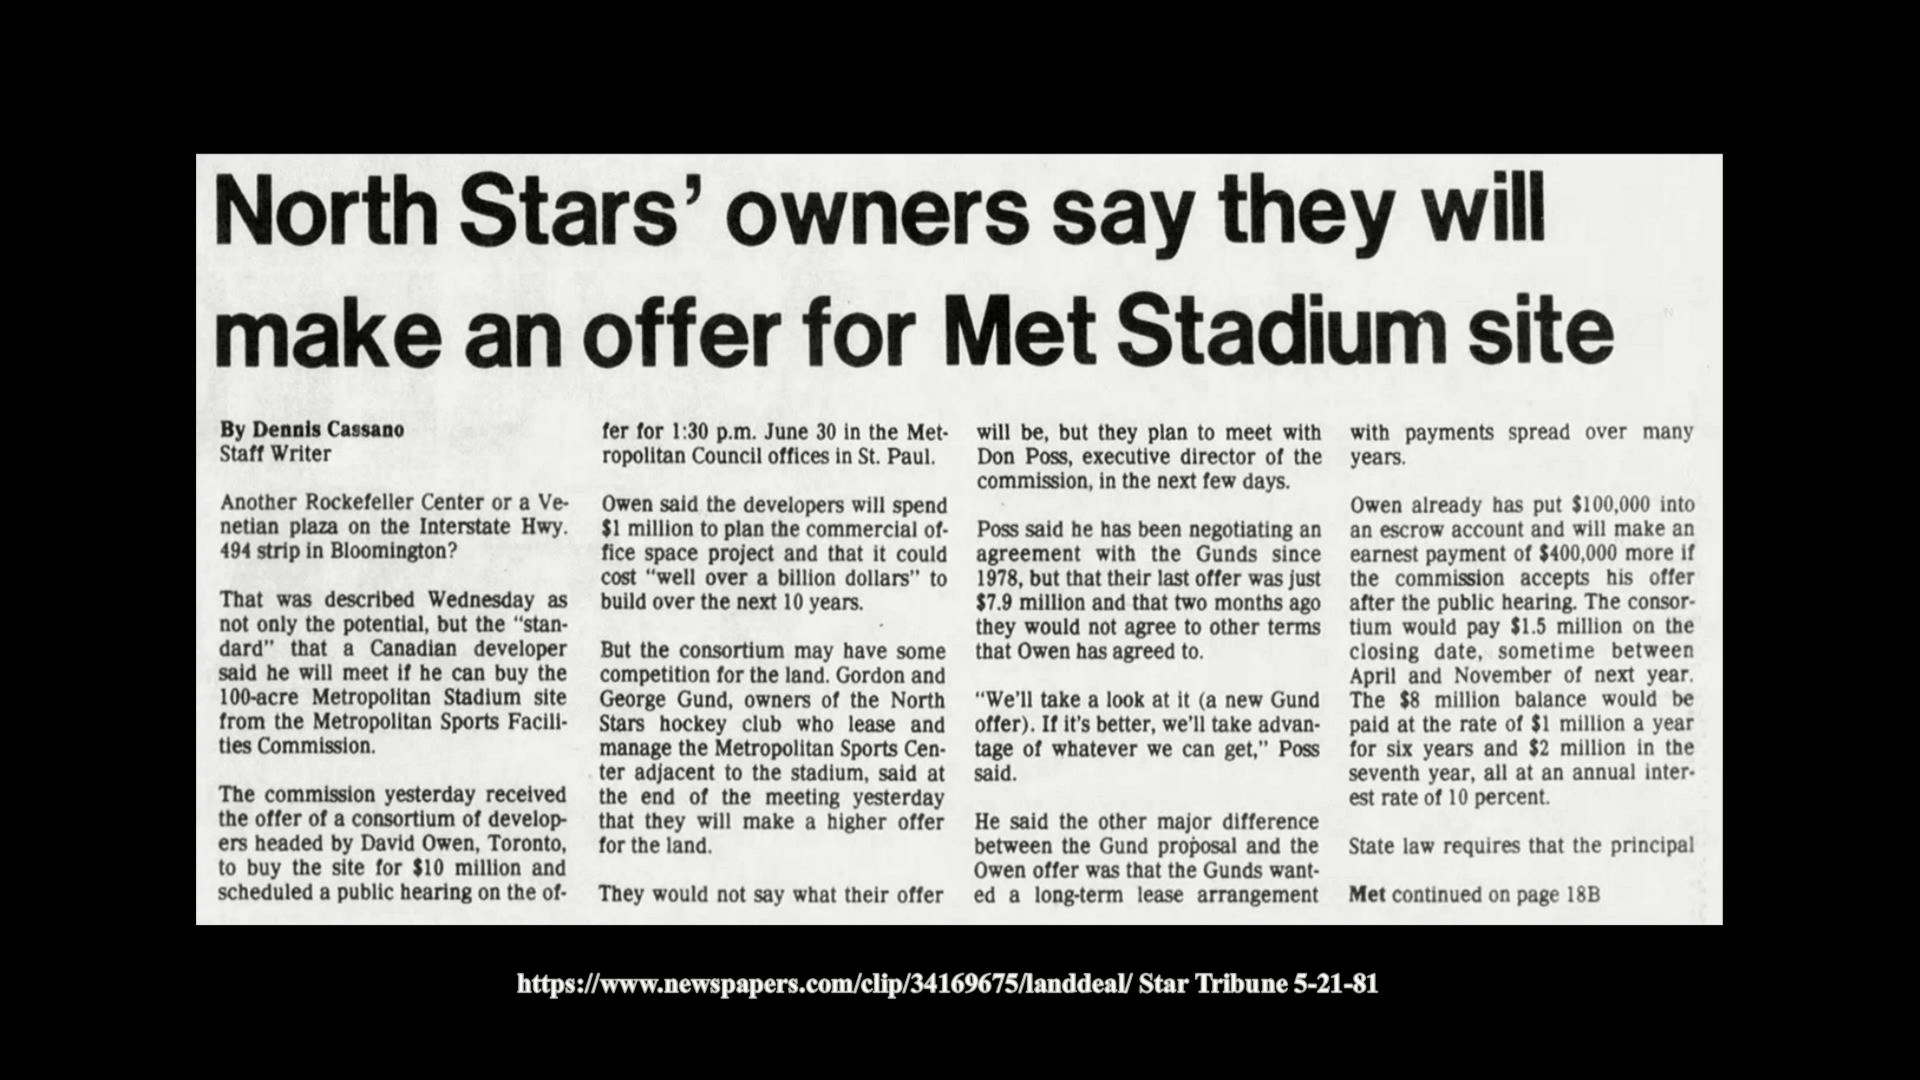 North Stars’ owners say they will
make an offer for Met Stadium site
By Dennis Cassano
Staff Writer
Another Rockefeller Center or a Ve-
netian plaza on the Interstate Hwy.
494 strip in Bloomington?
That was described Wednesday as
not only the potential, but the “stan-
dard” that a Canadian developer
said he will meet if he can buy the
100-acre Metropolitan Stadium site
from the Metropolitan Sports Facili-
ties Commission.
The commission yesterday received
the offer of a consortium of develop-
ers headed by David Owen, Toronto,
to buy the site for $10 million and
scheduled a public hearing on the of-
fer for 1:30 p.m. June 30 in the Met-
ropolitan Council offices in St. Paul.
Owen said the developers will spend
$1 million to plan the commercial of-
fice space project and that it could
cost “well over a billion dollars” to
build over the next 10 years.
But the consortium may have some
competition for the land. Gordon and
George Gund, owners of the North
Stars hockey club who lease and
manage the Metropolitan Sports Cen-
ter adjacent to the stadium, said at
the end of the meeting yesterday
that they will make a higher offer
for the land.
They would not say what their offer
will be, but they plan to meet with
Don Poss, executive director of the
commission, in the next few days.
Poss said he has been negotiating an
agreement with the Gunds since
1978, but that their last offer was just
$7.9 million and that two months ago
they would not agree to other terms
that Owen has agreed to.
“We’ll take a look at it (a new Gund
offer). If it’s better, we’ll take advan-
tage of whatever we can get,” Poss
said.
He said the other major difference
between the Gund proposal and the
Owen offer was that the Gunds want-
ed a long-term lease arrangement
with payments spread over many
years.
Owen already has put $100,000 into
an escrow account and will make an
earnest payment of $400,000 more if
the commission accepts his offer
after the public hearing. The consor-
tium would pay $1.5 million on the
closing date, sometime between
April and November of next year.
The $8 million balance would be
paid at the rate of $1 million a year
for six years and $2 million in the
seventh year, all at an annual inter-
est rate of 10 percent.
State law requires that the principal
Met continued on page 18B
https://www.newspapers.com/clip/34169675/landdeal/ Star Tribune 5-21-81